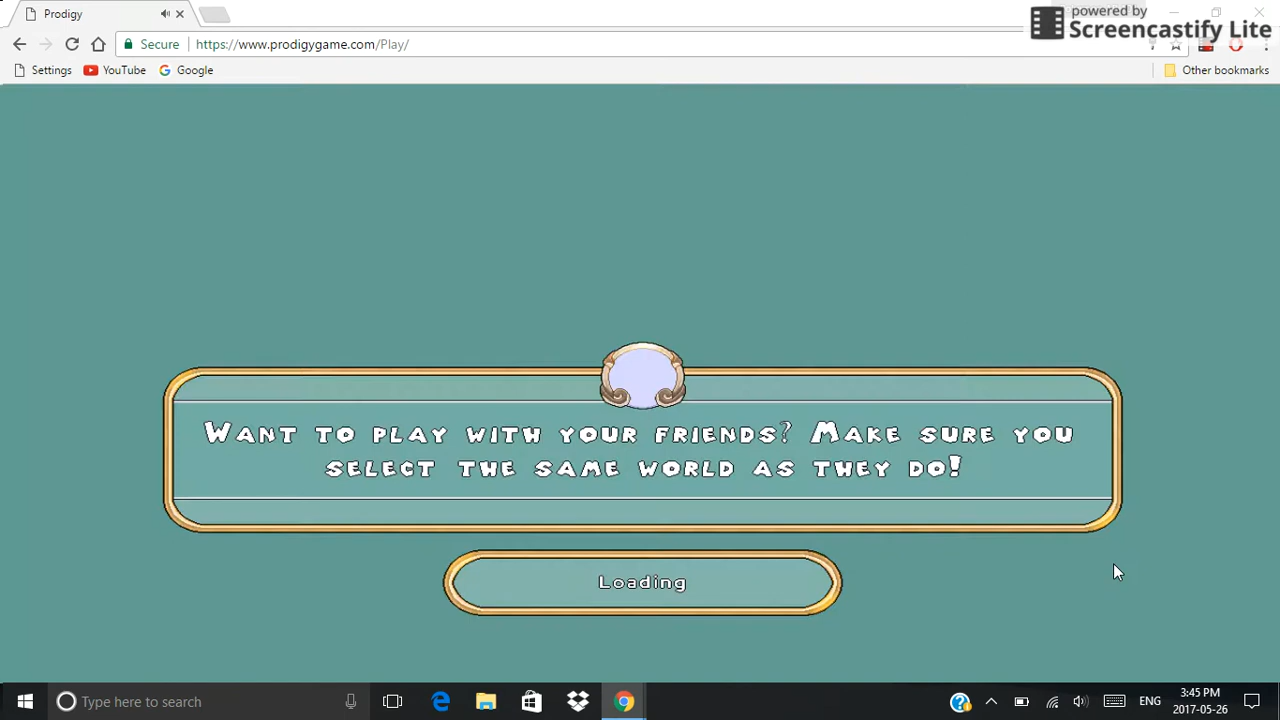 Prodigy
powered by
Screencastify Lite
Secure
https://www.prodigygame.com/Play/
Settings
YouTube
Google
Other bookmarks
Want to play with your friends? Make sure you
select the same world as they do!
Loading
Type here to search
ENG
3:45 PM
2017-05-26